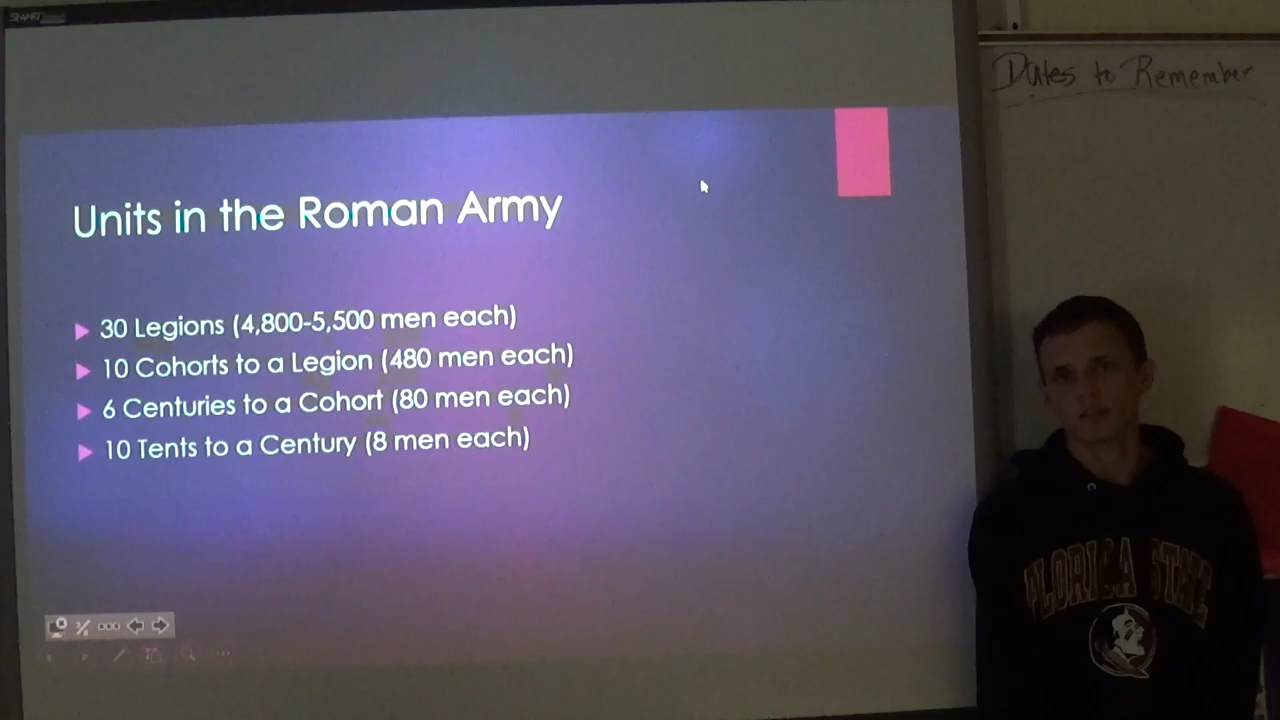 SMART
Dates to Remember
Units in the Roman Army
30 Legions (4,800-5,500 men each)
10 Cohorts to a Legion (480 men each)
6 Centuries to a Cohort (80 men each)
10 Tents to a Century (8 men each)
FLORIDA STATE